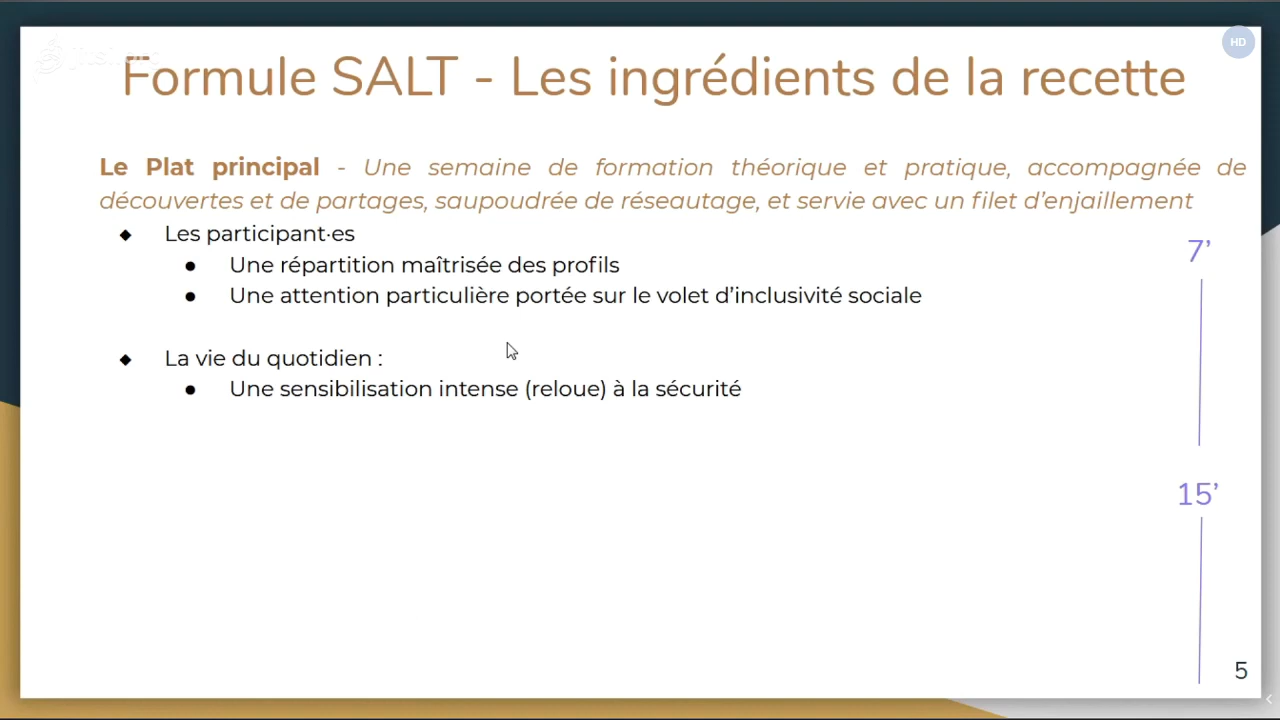 HD
Formule SALT - Les ingrédients de la recette
Le Plat principal - Une semaine de formation théorique et pratique, accompagnée de
découvertes et de partages, saupoudrée de réseautage, et servie avec un filet d’enjaillement
◆ Les participant·es
● Une répartition maîtrisée des profils
● Une attention particulière portée sur le volet d’inclusivité sociale
7’
◆ La vie du quotidien :
● Une sensibilisation intense (reloue) à la sécurité
15’
5